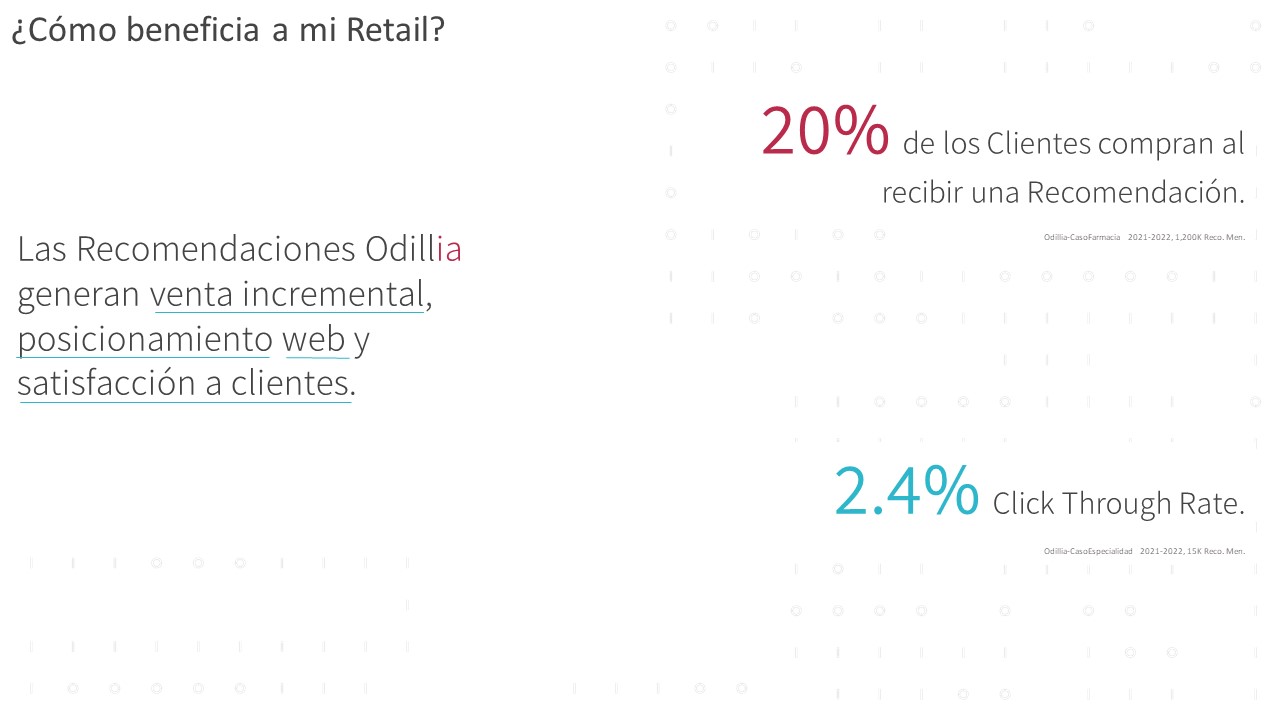 ¿Cómo beneficia a mi Retail?
Las Recomendaciones Odillia
generan venta incremental,
posicionamiento web y
satisfacción a clientes.
20% de los Clientes compran al
recibir una Recomendación.
Odillia-CasoFarmacia 2021-2022, 1,200K Reco. Men.
2.4% Click Through Rate.
Odillia-CasoEspecialidad 2021-2022, 15K Reco. Men.